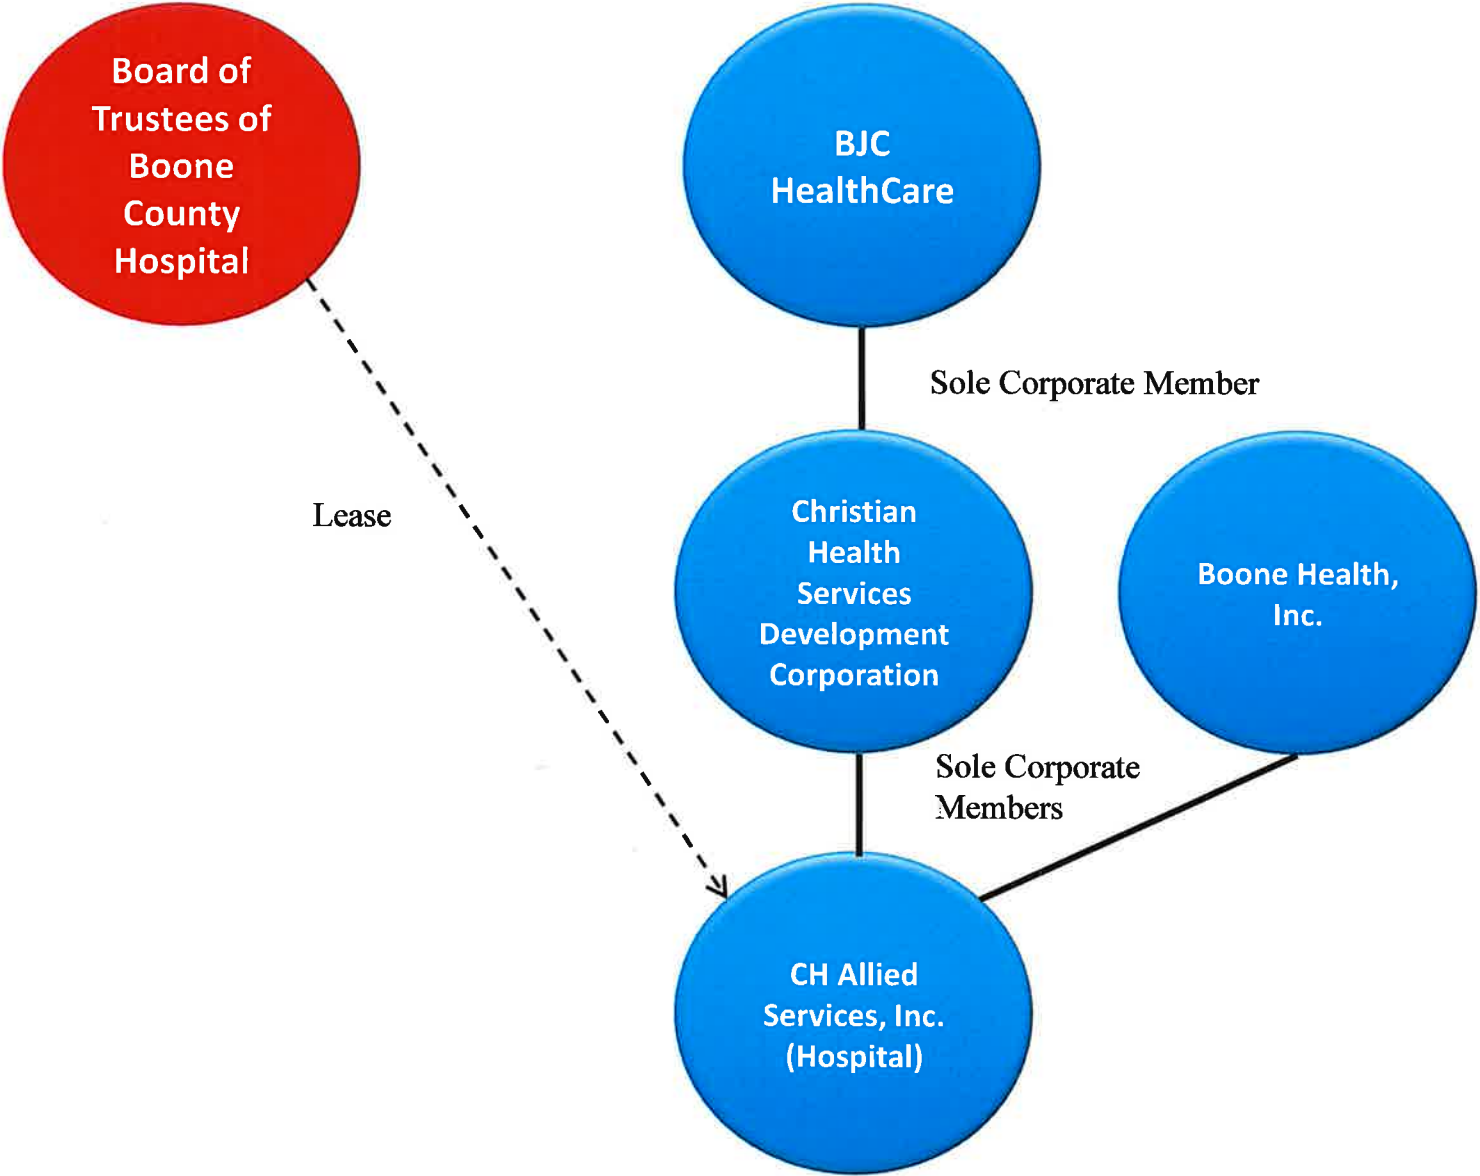 Board of
Trustees of
Boone
County
Hospital
BJC
HealthCare
Sole Corporate Member
Lease
Christian
Health
Services
Development
Corporation
Boone Health,
Inc.
Sole Corporate
Members
CH Allied
Services, Inc.
(Hospital)